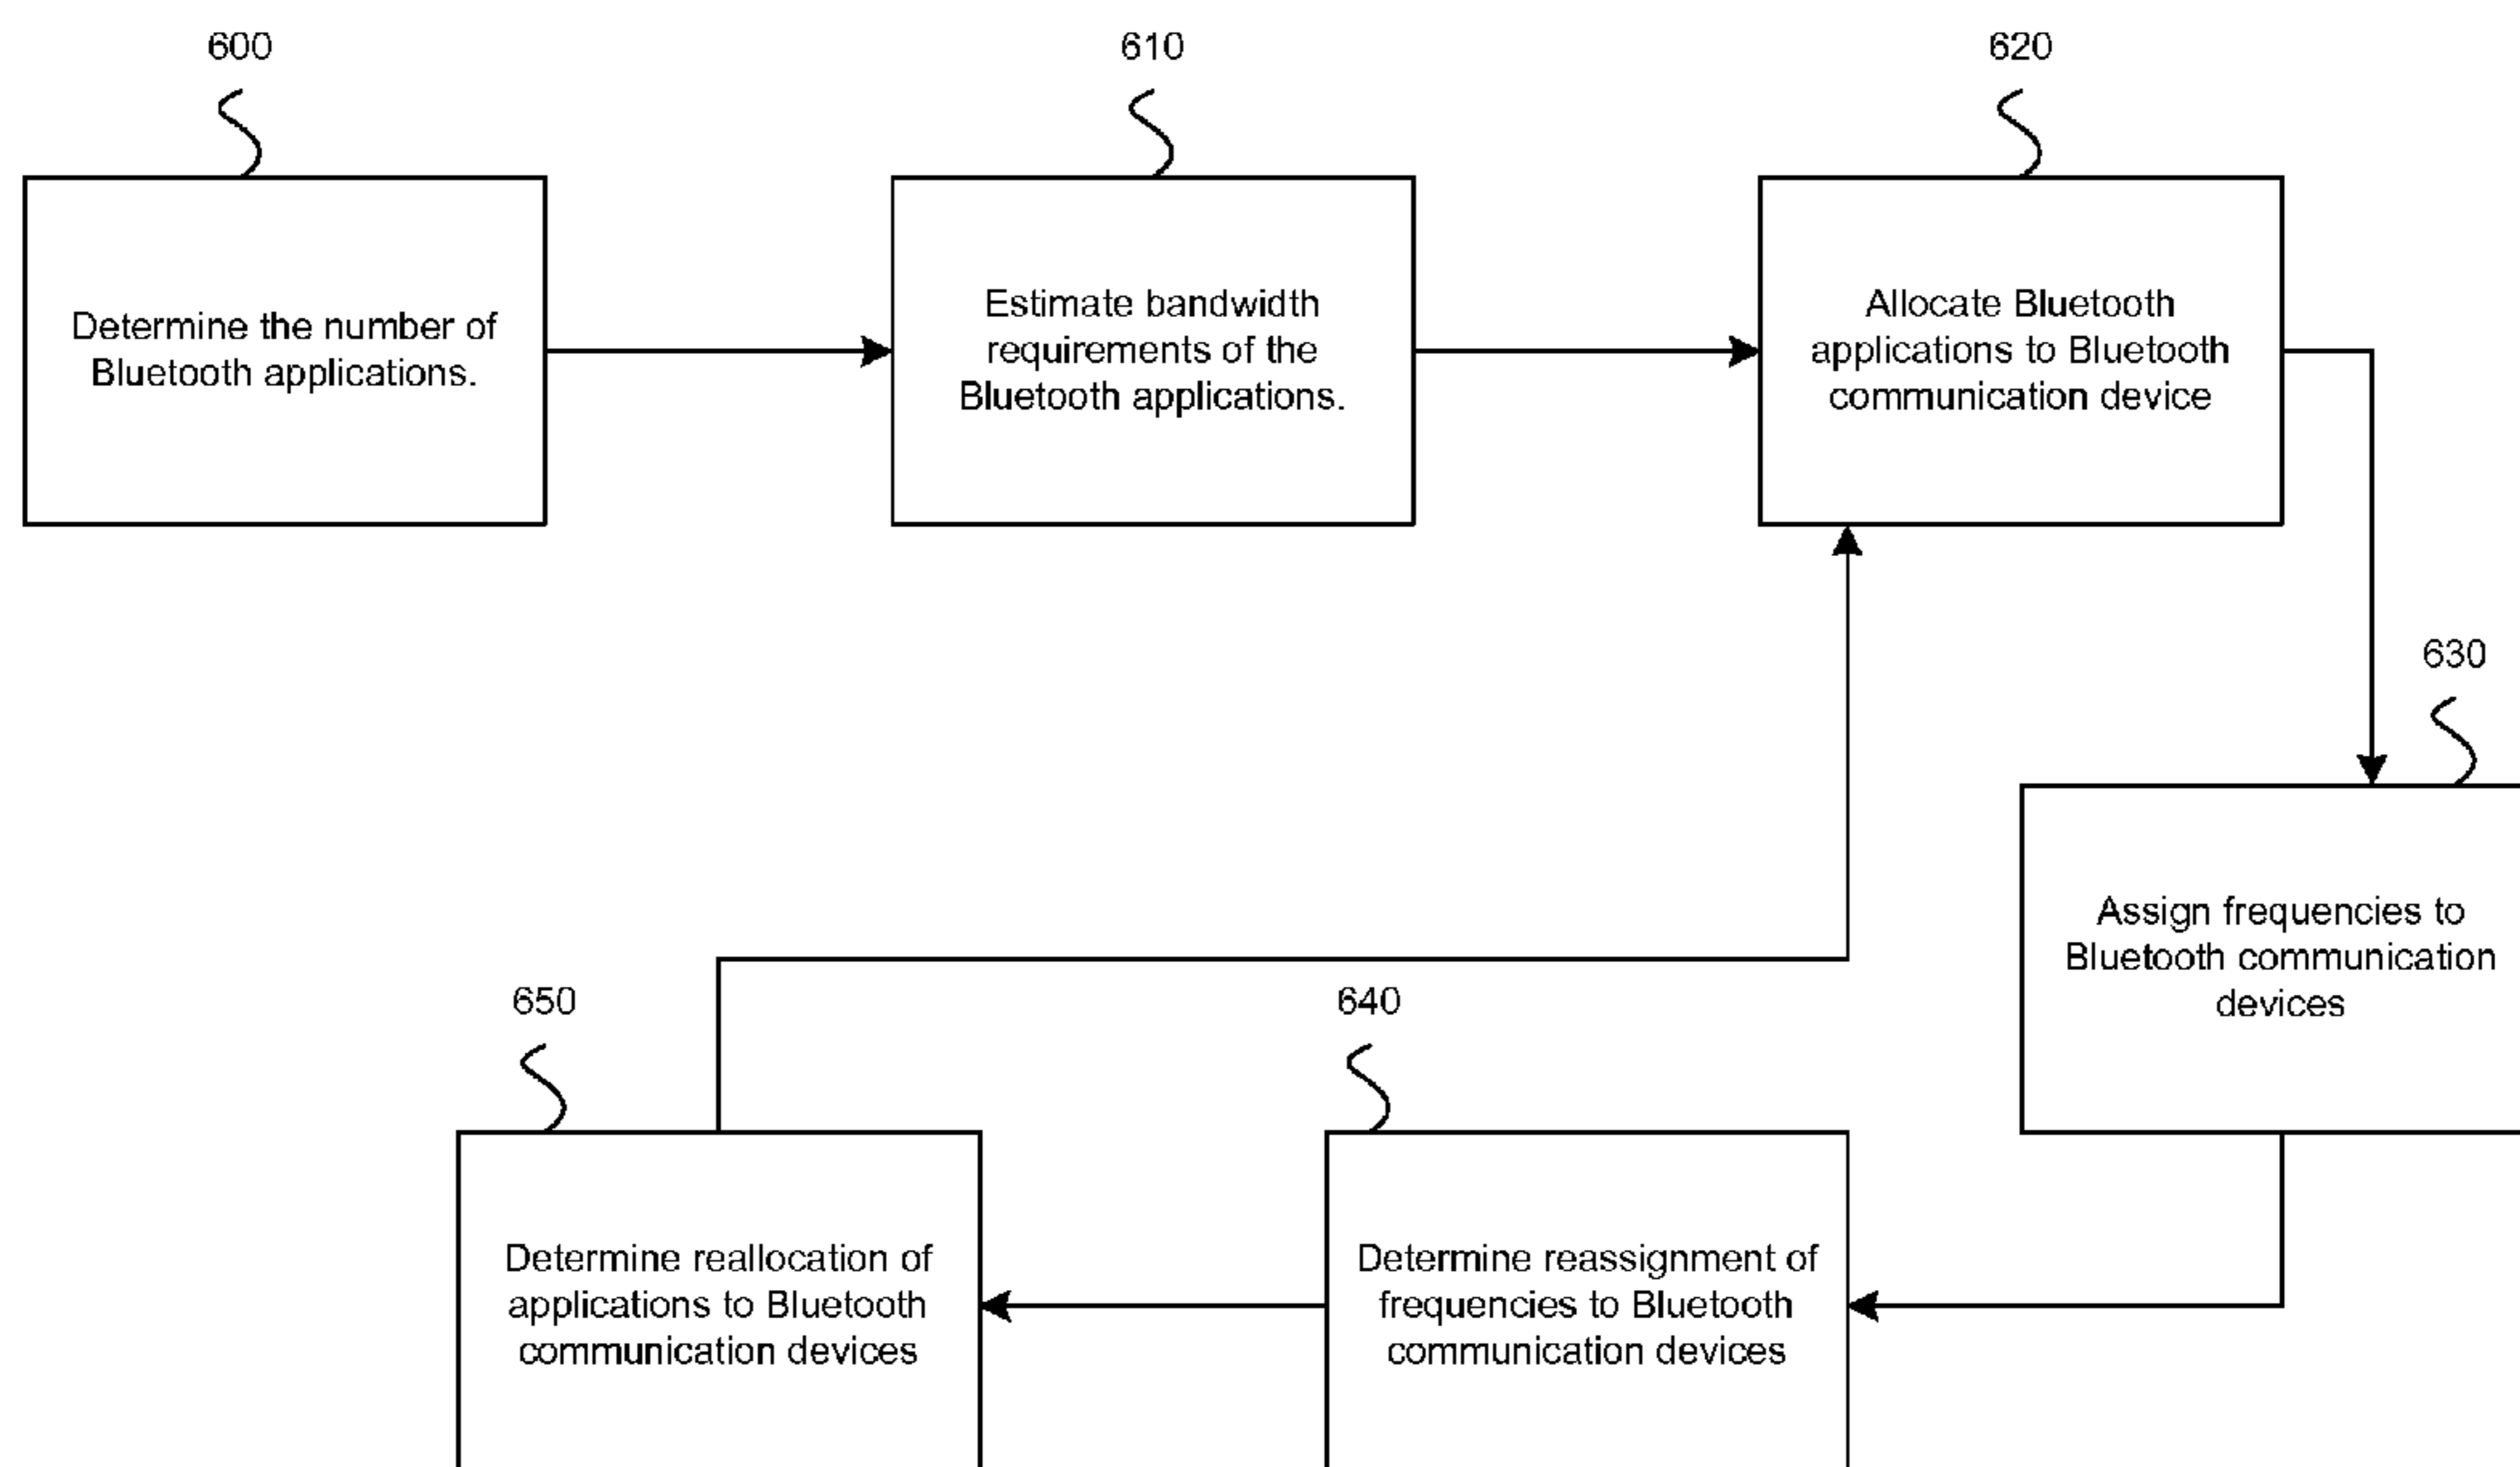 600
610
620
Determine the number of
Bluetooth applications.
Estimate bandwidth
requirements of the
Bluetooth applications.
Allocate Bluetooth
applications to Bluetooth
communication device
630
Assign frequencies to
Bluetooth communication
devices
650
640
Determine reallocation of
applications to Bluetooth
communication devices
Determine reassignment of
frequencies to Bluetooth
communication devices